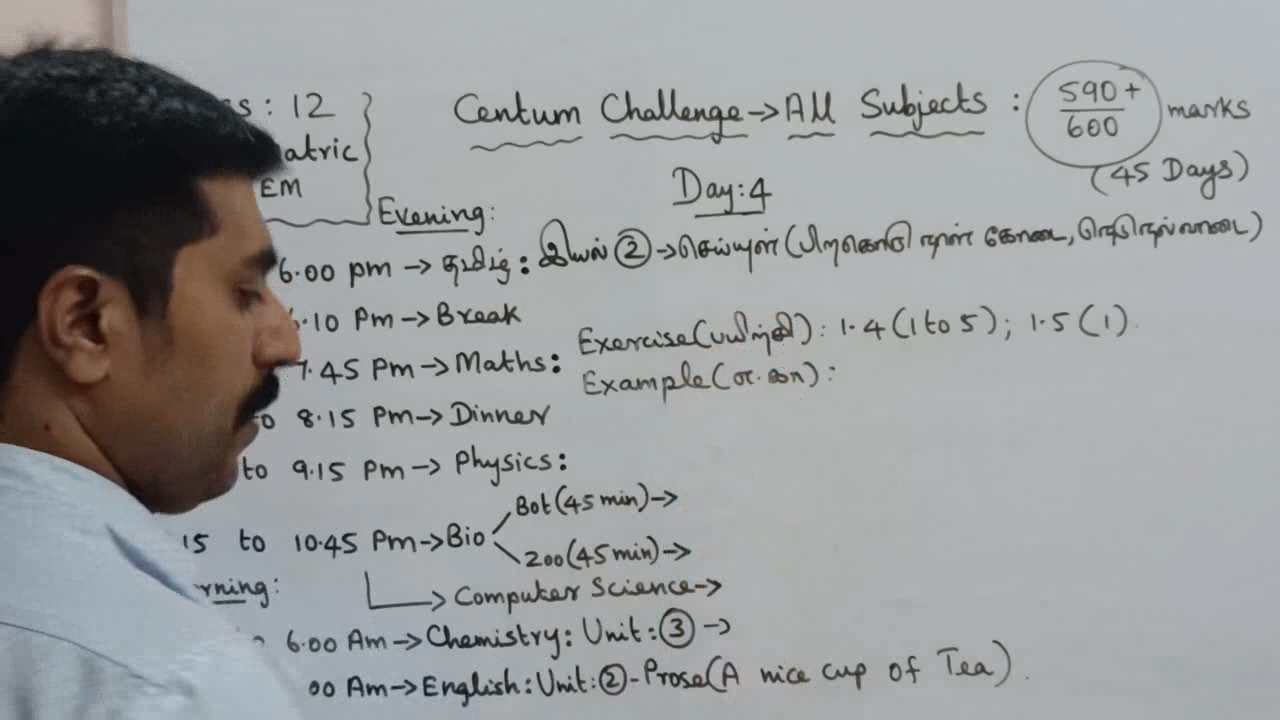 : 12
Centum Challenge → All Subjects : 590+/600 marks
atric
EM
(45 Days)
Day:4
Evening:
6.00 pm → தமிழ்: இயல் ② → செய்யுள் (பிறகொரு நாள் கோடை, நெடுநல்வாடை)
.10 Pm → Break
Exercise(பயிற்சி): 1.4 (1 to 5); 1.5 (1).
7.45 Pm → Maths:
Example(எ.கா):
to 8.15 Pm → Dinner
to 9.15 Pm → Physics:
Bot (45 min) →
15 to 10.45 Pm → Bio
Zoo (45 min) →
rning:
→ Computer Science →
6.00 Am → Chemistry: Unit: ③ →
00 Am → English: Unit: ② - Prose (A nice cup of Tea).